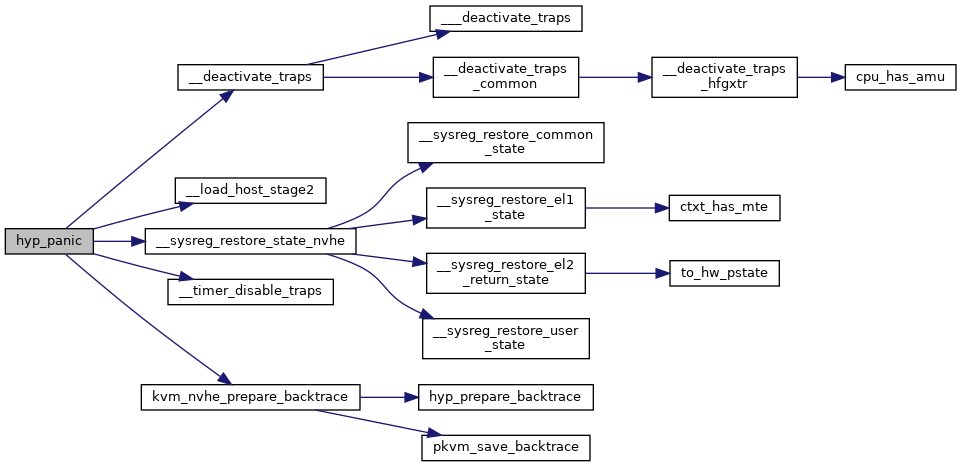 ___deactivate_traps
__deactivate_traps
__deactivate_traps
_common
__deactivate_traps
_hfgxtr
cpu_has_amu
__sysreg_restore_common
_state
__load_host_stage2
__sysreg_restore_el1
_state
ctxt_has_mte
hyp_panic
__sysreg_restore_state_nvhe
__sysreg_restore_el2
_return_state
to_hw_pstate
__timer_disable_traps
__sysreg_restore_user
_state
kvm_nvhe_prepare_backtrace
hyp_prepare_backtrace
pkvm_save_backtrace